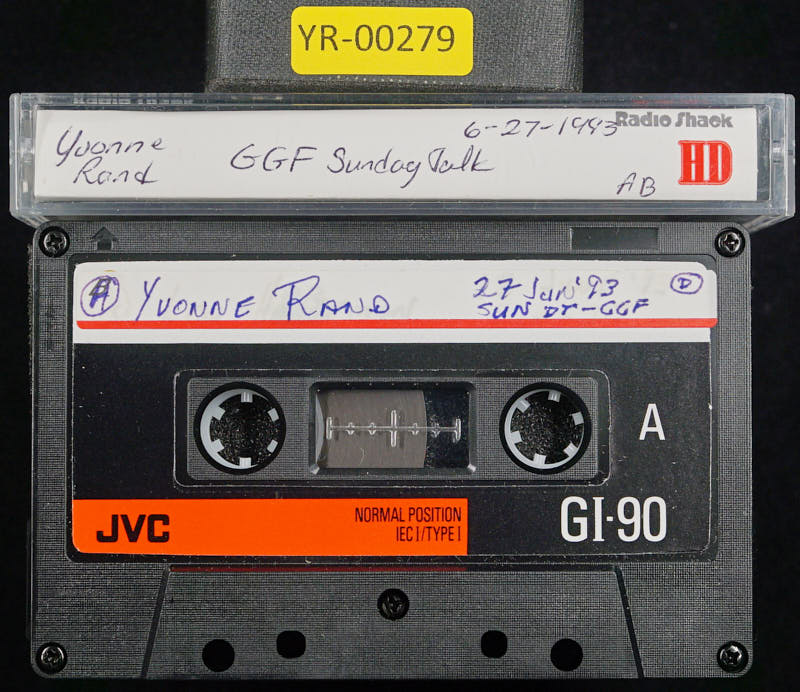 YR-00279
Radio Shack
6-27-1993
Yvonne Rand
GGF Sunday Talk
HD
AB
A YVONNE RAND
27 Jun '93
D
SUN DT-GGF
A
JVC
NORMAL POSITION
IEC I/TYPE I
GI-90